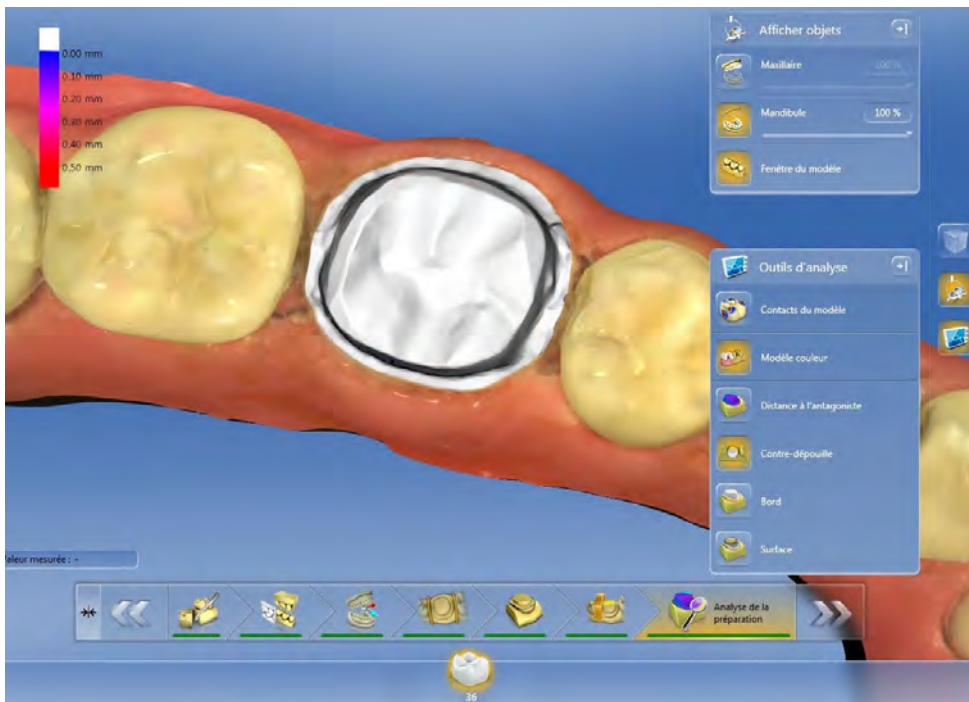 0.00 mm
0.10 mm
0.20 mm
0.30 mm
0.40 mm
0.50 mm
Afficher objets
Maxillaire
100 %
Mandibule
100 %
Fenêtre du modèle
Outils d'analyse
Contacts du modèle
Modèle couleur
Distance à l'antagoniste
Contre-dépouille
Bord
Surface
aleur mesurée : -
Analyse de la
préparation
36